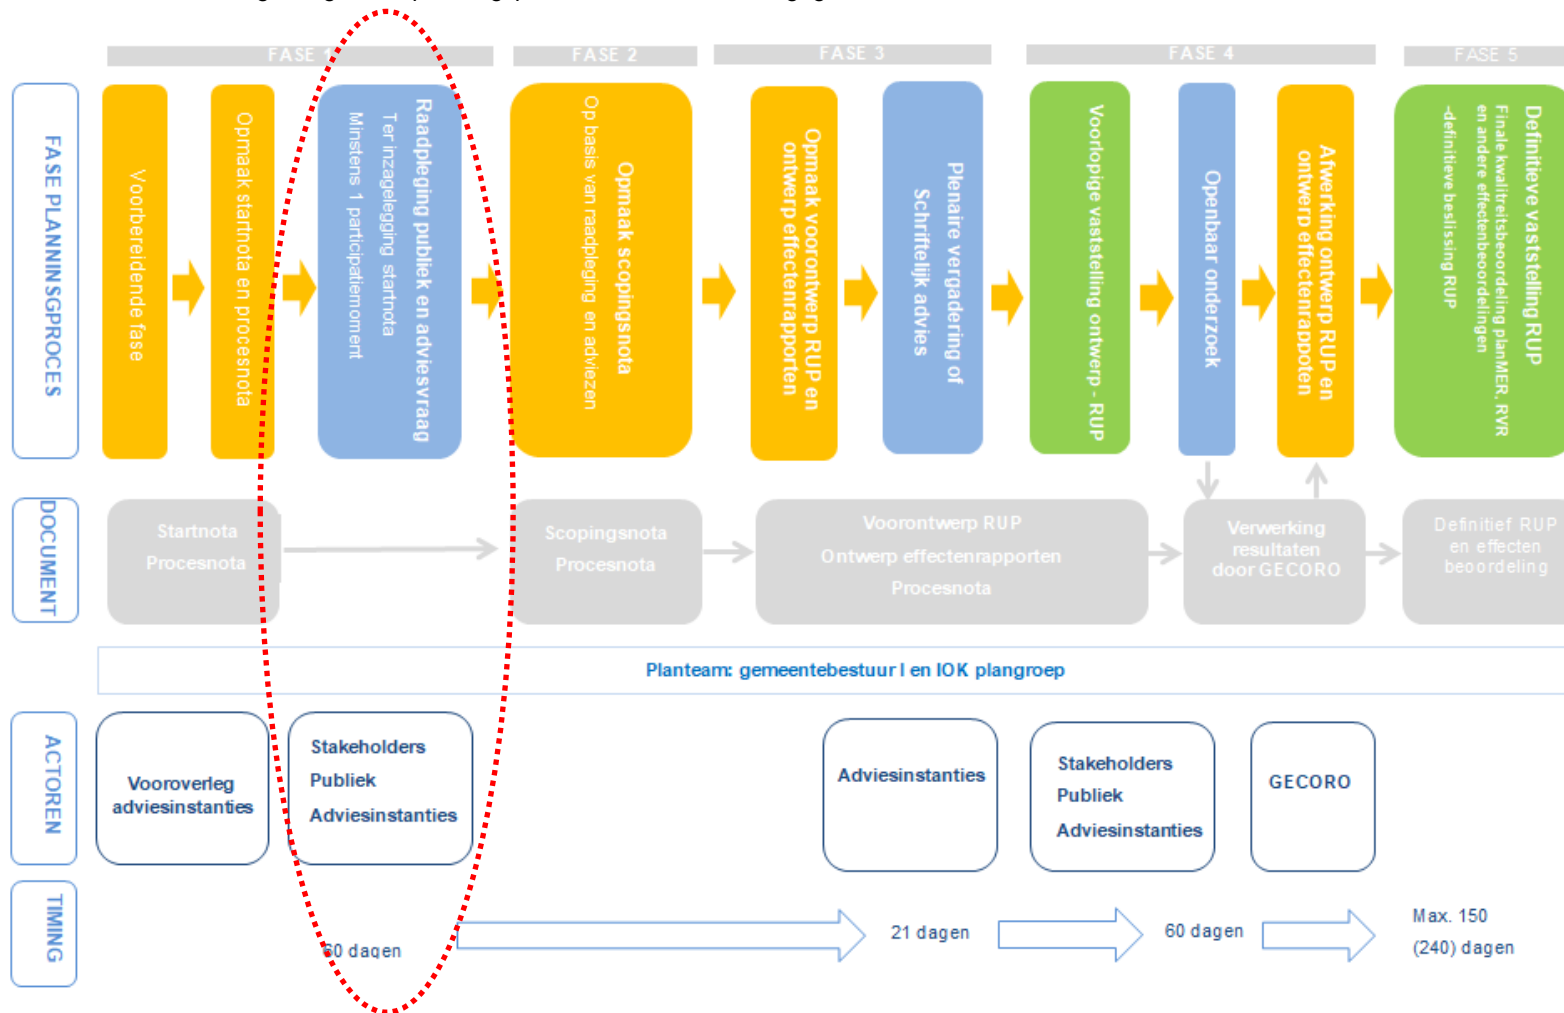 FASE 1
FASE 2
FASE 3
FASE 4
FASE 5
FASE PLANNINSGPROCES
Voorbereidende fase
Opmaak startnota en procesnota
Raadpleging publiek en adviesvraag
Ter inzagelegging startnota
Minstens 1 participatiemoment
Opmaak scopingsnota
Op basis van raadpleging en adviezen
Opmaak voorontwerp RUP en
ontwerp effectenrapporten
Plenaire vergadering of
Schriftelijk advies
Voorlopige vaststelling ontwerp - RUP
Openbaar onderzoek
Afwerking ontwerp RUP en
ontwerp effectenrappoten
Definitieve vaststelling RUP
Finale kwalitreitsbeoordeling planMER, RVR
en andere effectenbeoordelingen
-definitieve beslissing RUP
DOCUMENT
Startnota
Procesnota
Scopingsnota
Procesnota
Voorontwerp RUP
Ontwerp effectenrapporten
Procesnota
Verwerking
resultaten
door GECORO
Definitief RUP
en effecten
beoordeling
Planteam: gemeentebestuur l en IOK plangroep
ACTOREN
Vooroverleg
adviesinstanties
Stakeholders
Publiek
Adviesinstanties
Adviesinstanties
Stakeholders
Publiek
Adviesinstanties
GECORO
TIMING
60 dagen
21 dagen
60 dagen
Max. 150
(240) dagen